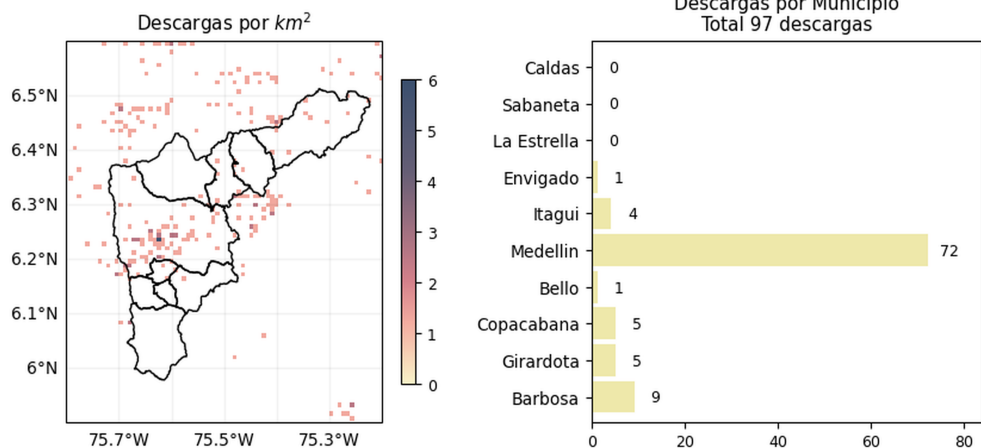 Descargas por km²
6.5°N
6.4°N
6.3°N
6.2°N
6.1°N
6°N
75.7°W 75.5°W 75.3°W
6
5
4
3
2
1
0
Descargas por Municipio
Total 97 descargas
Caldas 0
Sabaneta 0
La Estrella 0
Envigado 1
Itagui 4
Medellin 72
Bello 1
Copacabana 5
Girardota 5
Barbosa 9
0 20 40 60 80